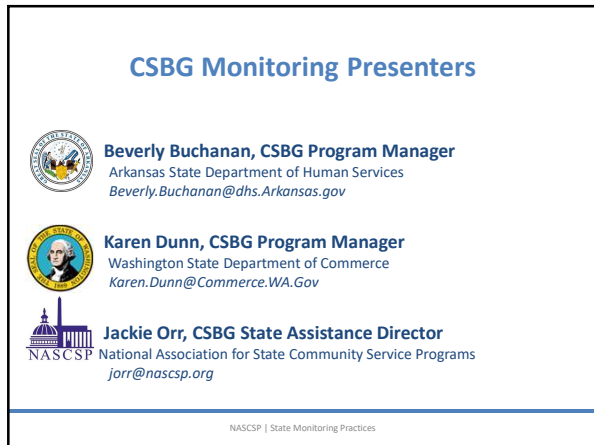 CSBG Monitoring Presenters
Beverly Buchanan, CSBG Program Manager
Arkansas State Department of Human Services
Beverly.Buchanan@dhs.Arkansas.gov
Karen Dunn, CSBG Program Manager
Washington State Department of Commerce
Karen.Dunn@Commerce.WA.Gov
Jackie Orr, CSBG State Assistance Director
NASCSP
National Association for State Community Service Programs
jorr@nascsp.org
NASCSP | State Monitoring Practices